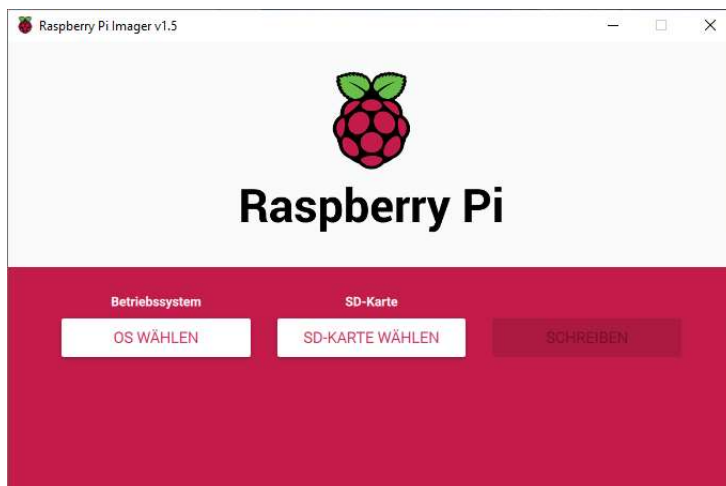 Raspberry Pi Imager v1.5
Raspberry Pi
Betriebssystem
SD-Karte
OS WÄHLEN
SD-KARTE WÄHLEN
SCHREIBEN